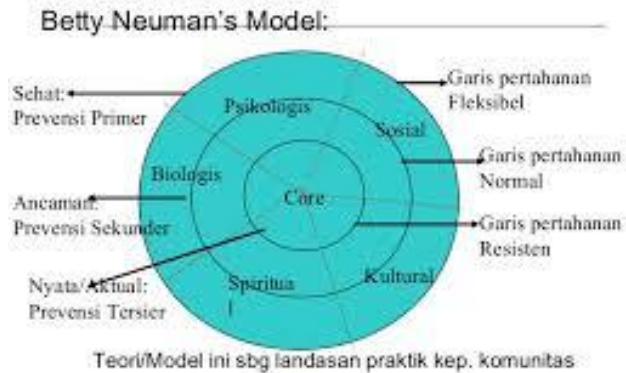 Betty Neuman's Model:
Sehat:
Prevensi Primer
Ancaman:
Prevensi Sekunder
Nyata/Aktual:
Prevensi Tersier
Psikologis
Sosial
Biologis
Core
Spiritua
l
Kultural
Garis pertahanan
Fleksibel
Garis pertahanan
Normal
Garis pertahanan
Resisten
Teori/Model ini sbg landasan praktik kep. komunitas